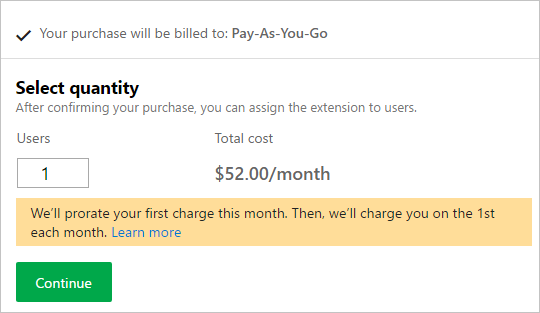 Your purchase will be billed to: Pay-As-You-Go
Select quantity
After confirming your purchase, you can assign the extension to users.
Users Total cost
1 $52.00/month
We'll prorate your first charge this month. Then, we'll charge you on the 1st
each month. Learn more
Continue